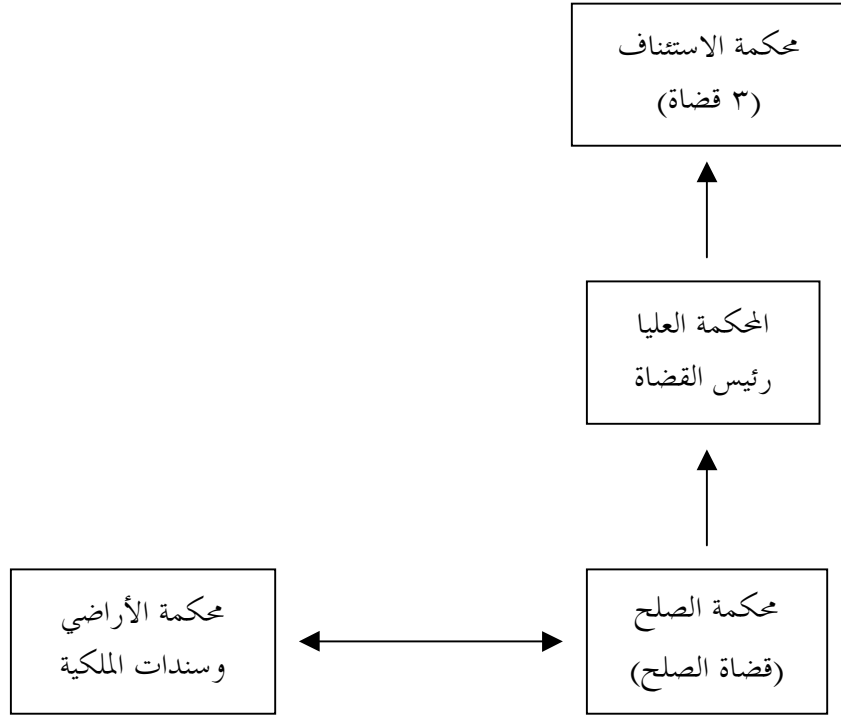 محكمة الاستئناف
(٣ قضاة)
المحكمة العليا
رئيس القضاة
محكمة الصلح
(قضاة الصلح)
محكمة الأراضي
وسندات الملكية